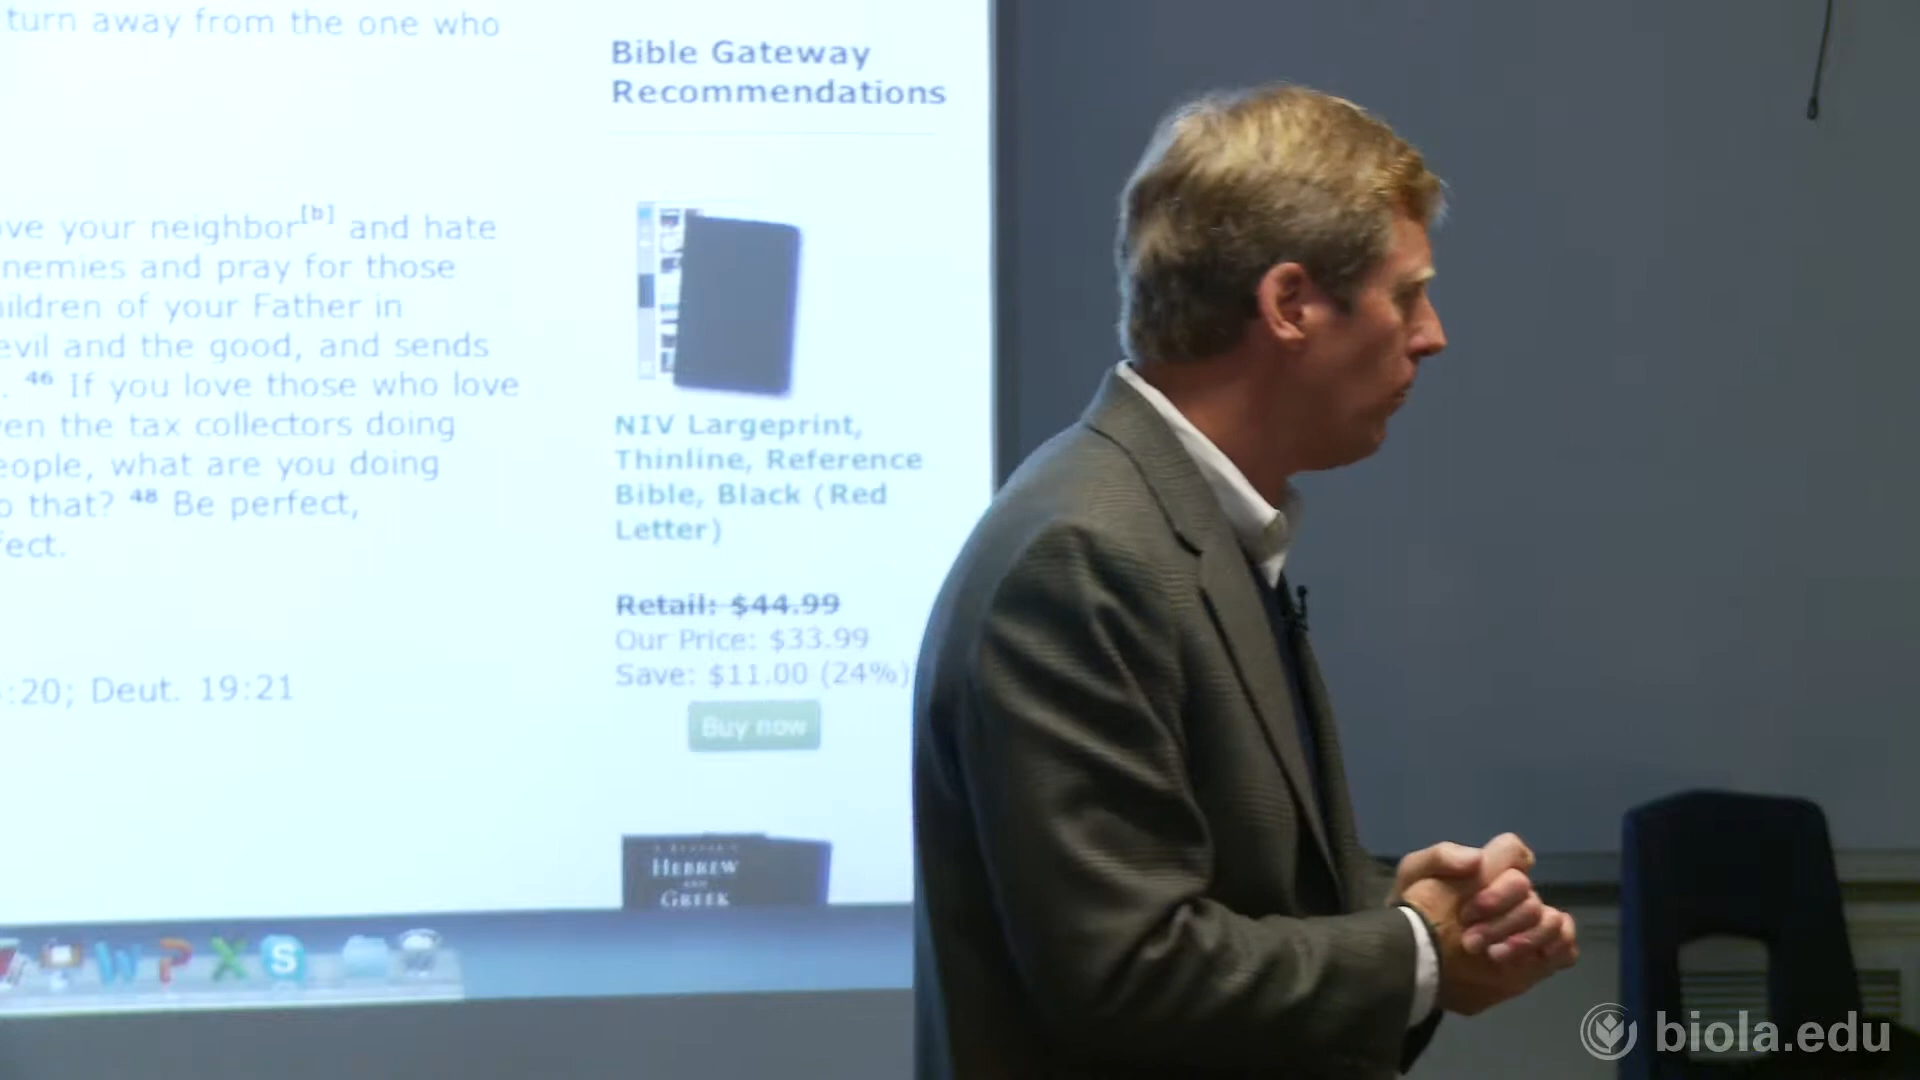 turn away from the one who
ve your neighbor[b] and hate
nemies and pray for those
ildren of your Father in
evil and the good, and sends
. 46 If you love those who love
en the tax collectors doing
eople, what are you doing
o that? 48 Be perfect,
fect.
:20; Deut. 19:21
Bible Gateway
Recommendations
NIV Largeprint,
Thinline, Reference
Bible, Black (Red
Letter)
Retail: $44.99
Our Price: $33.99
Save: $11.00 (24%)
Buy now
A READER'S
HEBREW
AND
GREEK
W P X S
biola.edu